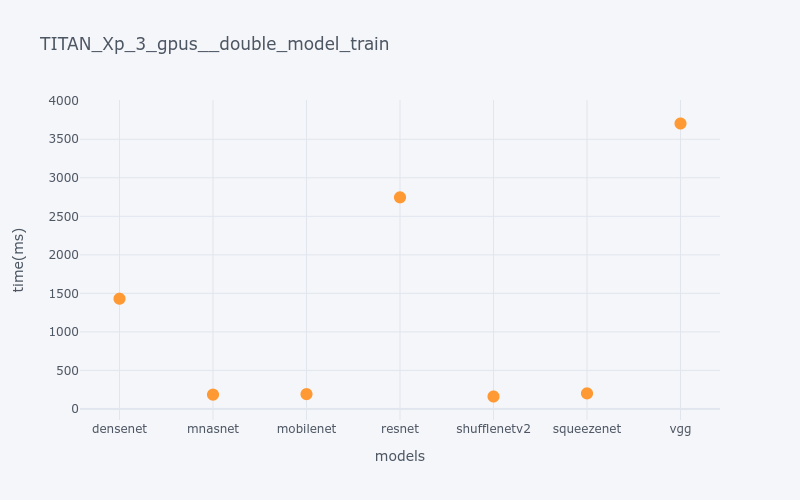 TITAN_Xp_3_gpus__double_model_train
4000
3500
3000
2500
2000
1500
1000
500
0
time(ms)
densenet mnasnet mobilenet resnet shufflenetv2 squeezenet vgg
models